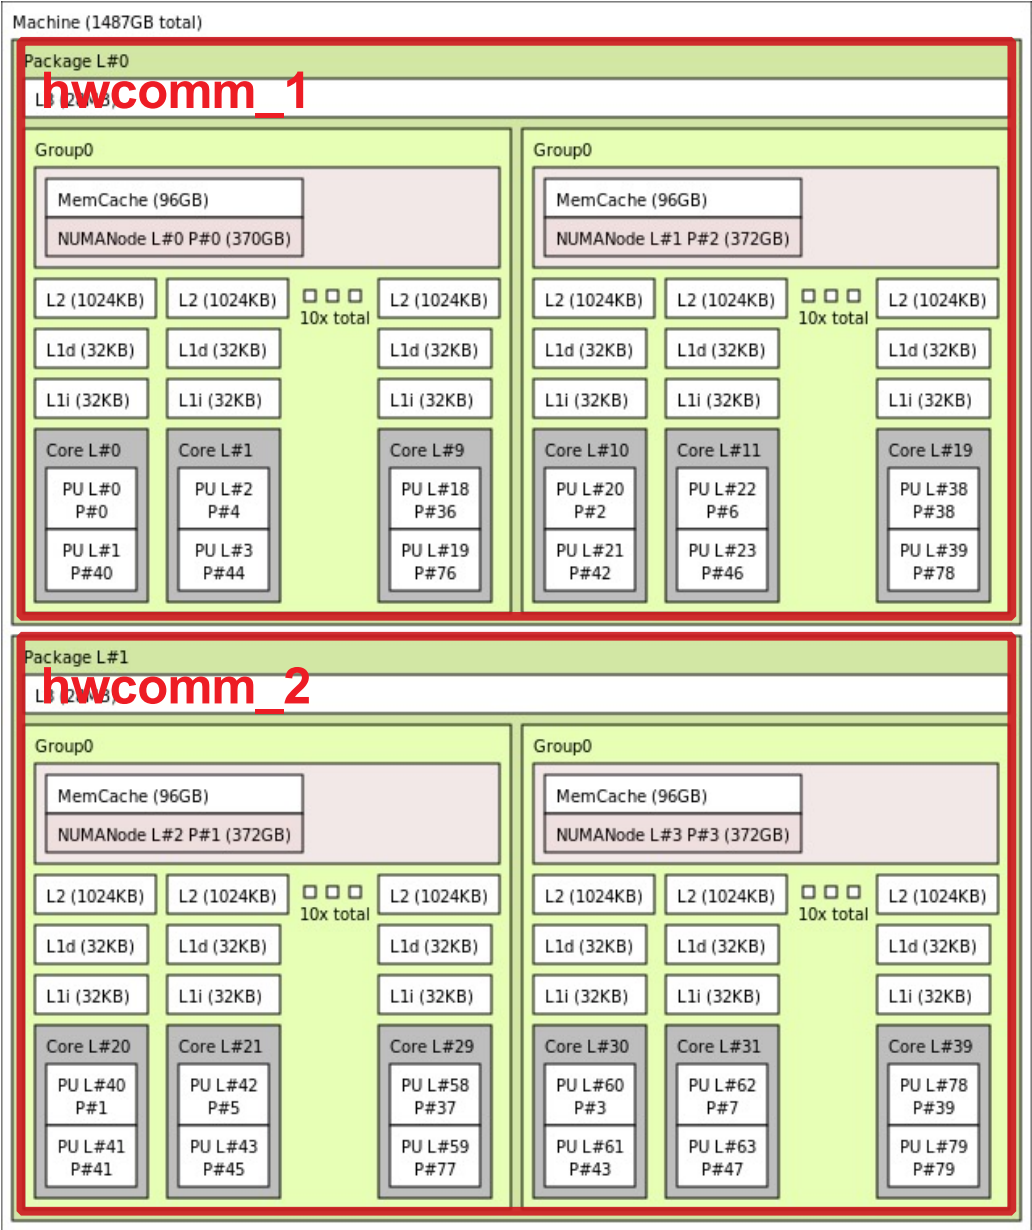 Machine (1487GB total)
Package L#0
hwcomm_1
Group0
MemCache (96GB)
NUMANode L#0 P#0 (370GB)
L2 (1024KB) L2 (1024KB) L2 (1024KB)
10x total
L1d (32KB) L1d (32KB) L1d (32KB)
L1i (32KB) L1i (32KB) L1i (32KB)
Core L#0 Core L#1 Core L#9
PU L#0 PU L#2 PU L#18
P#0 P#4 P#36
PU L#1 PU L#3 PU L#19
P#40 P#44 P#76
Group0
MemCache (96GB)
NUMANode L#1 P#2 (372GB)
L2 (1024KB) L2 (1024KB) L2 (1024KB)
10x total
L1d (32KB) L1d (32KB) L1d (32KB)
L1i (32KB) L1i (32KB) L1i (32KB)
Core L#10 Core L#11 Core L#19
PU L#20 PU L#22 PU L#38
P#2 P#6 P#38
PU L#21 PU L#23 PU L#39
P#42 P#46 P#78
Package L#1
hwcomm_2
Group0
MemCache (96GB)
NUMANode L#2 P#1 (372GB)
L2 (1024KB) L2 (1024KB) L2 (1024KB)
10x total
L1d (32KB) L1d (32KB) L1d (32KB)
L1i (32KB) L1i (32KB) L1i (32KB)
Core L#20 Core L#21 Core L#29
PU L#40 PU L#42 PU L#58
P#1 P#5 P#37
PU L#41 PU L#43 PU L#59
P#41 P#45 P#77
Group0
MemCache (96GB)
NUMANode L#3 P#3 (372GB)
L2 (1024KB) L2 (1024KB) L2 (1024KB)
10x total
L1d (32KB) L1d (32KB) L1d (32KB)
L1i (32KB) L1i (32KB) L1i (32KB)
Core L#30 Core L#31 Core L#39
PU L#60 PU L#62 PU L#78
P#3 P#7 P#39
PU L#61 PU L#63 PU L#79
P#43 P#47 P#79